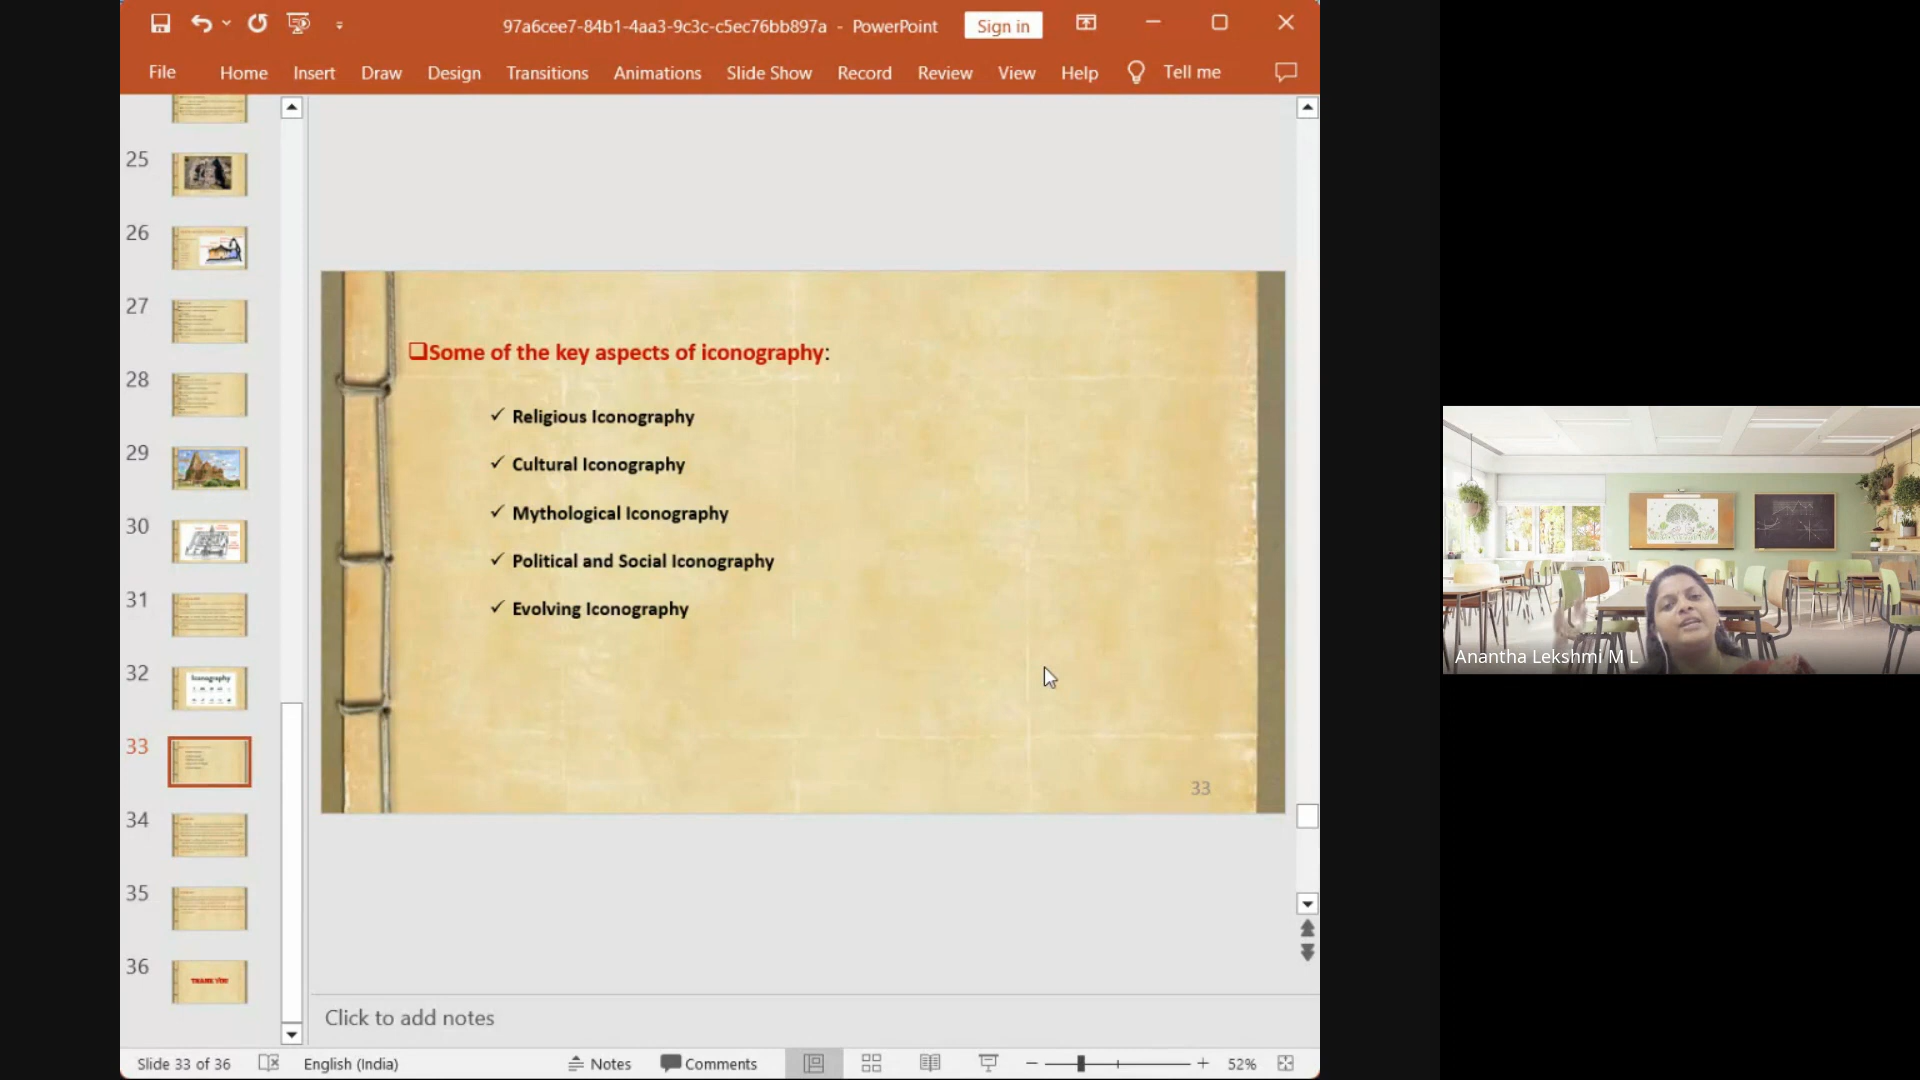 97a6cee7-84b1-4aa3-9c3c-c5ec76bb897a - PowerPoint
Sign in
File Home Insert Draw Design Transitions Animations Slide Show Record Review View Help Tell me
25
26
27
28
29
30
31
32
Iconography
33
34
35
36
THANK YOU
Some of the key aspects of iconography:
✓ Religious Iconography
✓ Cultural Iconography
✓ Mythological Iconography
✓ Political and Social Iconography
✓ Evolving Iconography
33
Click to add notes
Slide 33 of 36 English (India) Notes Comments 52%
Anantha Lekshmi M L